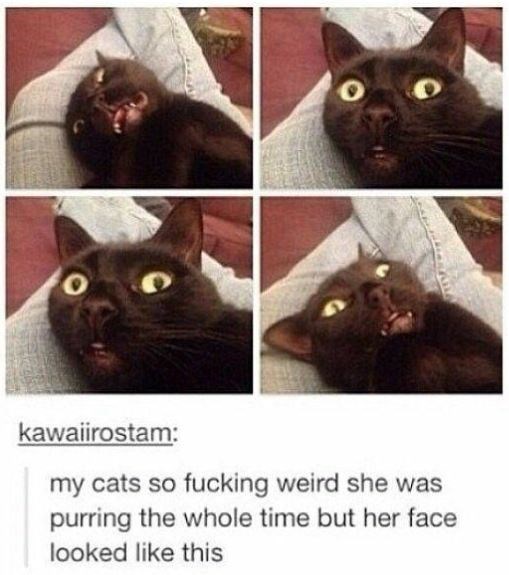 kawaiirostam:
my cats so fucking weird she was
purring the whole time but her face
looked like this